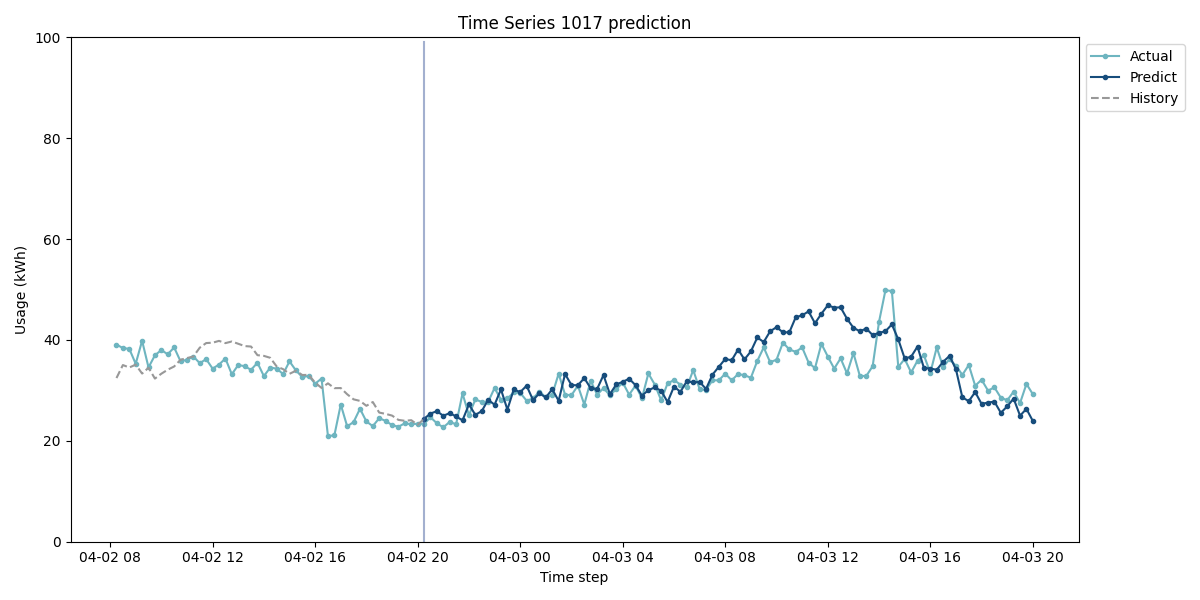 Time Series 1017 prediction
100
80
60
40
20
0
Usage (kWh)
04-02 08
04-02 12
04-02 16
04-02 20
04-03 00
04-03 04
04-03 08
04-03 12
04-03 16
04-03 20
Time step
Actual
Predict
History